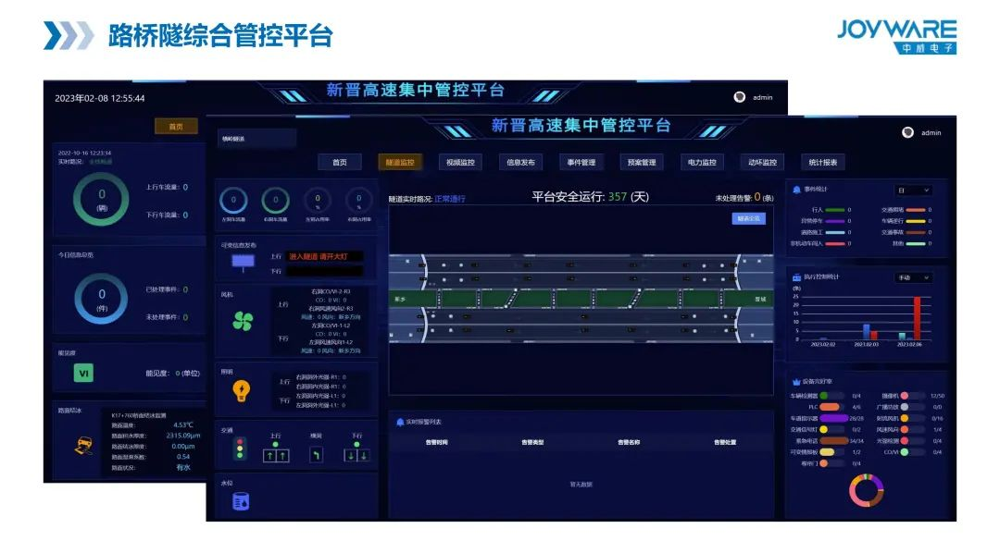 路桥隧综合管控平台
JOYWARE
中威电子
2023年02-08 12:55:44
新晋高速集中管控平台
admin
首页
2022-10-16 12:23:34
实时路况：全线畅通
0
(辆)
上行车流量： 0
下行车流量： 0
今日信息总览
0
(件)
已处理事件： 0
未处理事件： 0
能见度
VI
能见度： 0 (单位)
路面结冰
K17+760路面结冰监测
路面温度： 4.53℃
路面积水厚度： 2315.09μm
路面结冰厚度： 0.00μm
路面湿滑系数： 0.54
路面状况： 有水
新晋高速集中管控平台
admin
首页
隧道监控
视频监控
信息发布
事件管理
预案管理
电力监控
动环监控
统计报表
0
0
0
%
0
%
左洞车流量
右洞车流量
左洞占用率
右洞占用率
可变信息发布
上行
进入隧道 请开大灯
下行
风机
上行
右洞CO/VI-2-R3
CO：0 VI：0
右洞风速风向2-R3
风速：0 风向：新乡方向
下行
左洞CO/VI-1-L2
CO：0 VI：0
左洞风速风向1-L2
风速：0 风向：新乡方向
照明
上行
右洞洞外光强-R1：0
右洞洞内光强-R1：0
下行
左洞洞内光强-L1：0
左洞洞外光强-L1：0
交通
上行
横洞
下行
水位
隧道实时路况: 正常通行
平台安全运行: 357 (天)
未处理告警: 0 (条)
隧道全览
新乡
晋城
实时报警列表
告警时间
告警类型
告警名称
告警处置
暂无数据
事件统计
日
行人 0
交通拥堵 0
异常停车 0
车辆逆行 0
道路施工 0
交通事故 0
非机动车闯入 0
其他 0
执行控制统计
手动
(条)
25
20
15
10
5
0
2023.02.02
2023.02.03
2023.02.06
设备完好率
车辆检测器 0/4
摄像机 12/50
PLC 4/6
广播功放 0/0
车道指示器 28/28
射流风机 0/16
交通信号灯 0/2
风速风向 1/4
紧急电话 34/34
光强检测 0/4
可变情报板 1/2
CO/VI 0/4
卷帘门 0/4